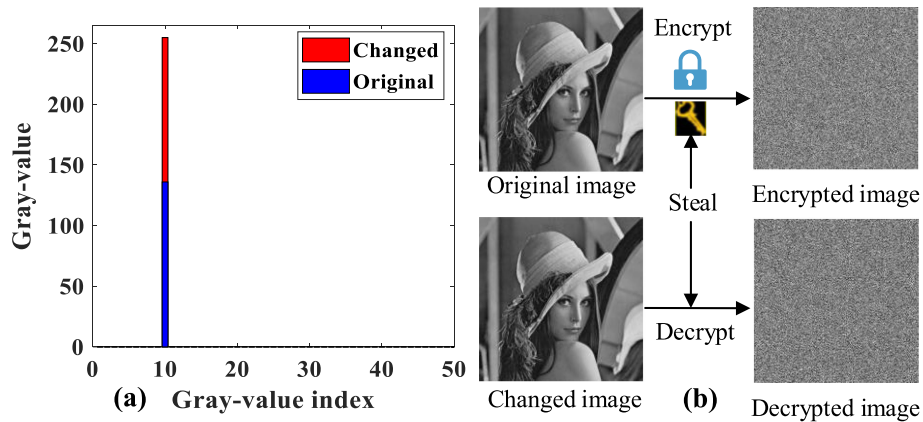 250
200
150
100
50
0
Gray-value
Changed
Original
0 10 20 30 40 50
(a) Gray-value index
Encrypt
Original image
Encrypted image
Steal
Decrypt
Changed image
(b)
Decrypted image